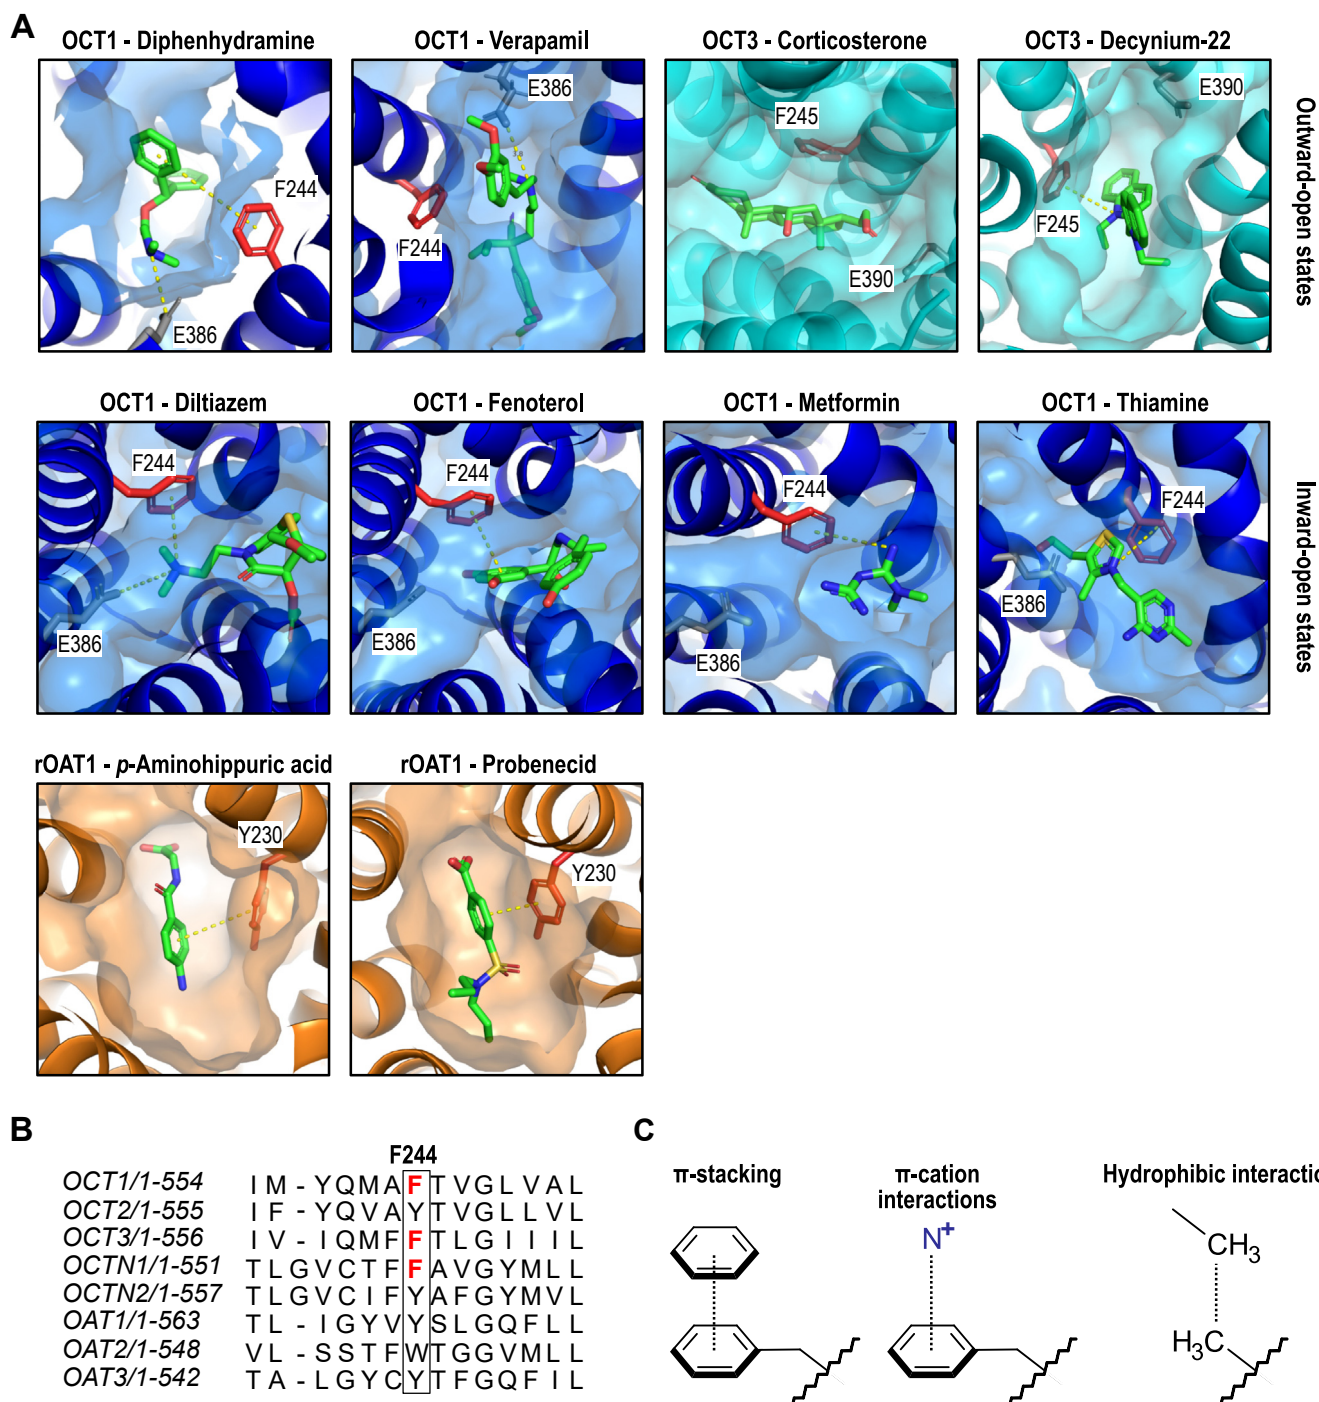 A
OCT1 - Diphenhydramine
OCT1 - Verapamil
OCT3 - Corticosterone
OCT3 - Decynium-22
F244
E386
E386
F244
F245
E390
E390
F245
Outward-open states
OCT1 - Diltiazem
OCT1 - Fenoterol
OCT1 - Metformin
OCT1 - Thiamine
F244
E386
F244
E386
F244
E386
F244
E386
Inward-open states
rOAT1 - p-Aminohippuric acid
rOAT1 - Probenecid
Y230
Y230
B
F244
OCT1/1-554 I M - Y Q M A F T V G L V A L
OCT2/1-555 I F - Y Q V A Y T V G L L V L
OCT3/1-556 I V - I Q M F F T L G I I I L
OCTN1/1-551 T L G V C T F F A V G Y M L L
OCTN2/1-557 T L G V C I F Y A F G Y M V L
OAT1/1-563 T L - I G Y V Y S L G Q F L L
OAT2/1-548 V L - S S T F W T G G V M L L
OAT3/1-542 T A - L G Y C Y T F G Q F I L
C
π-stacking
π-cation
interactions
N+
Hydrophibic interactio
CH3
H3C